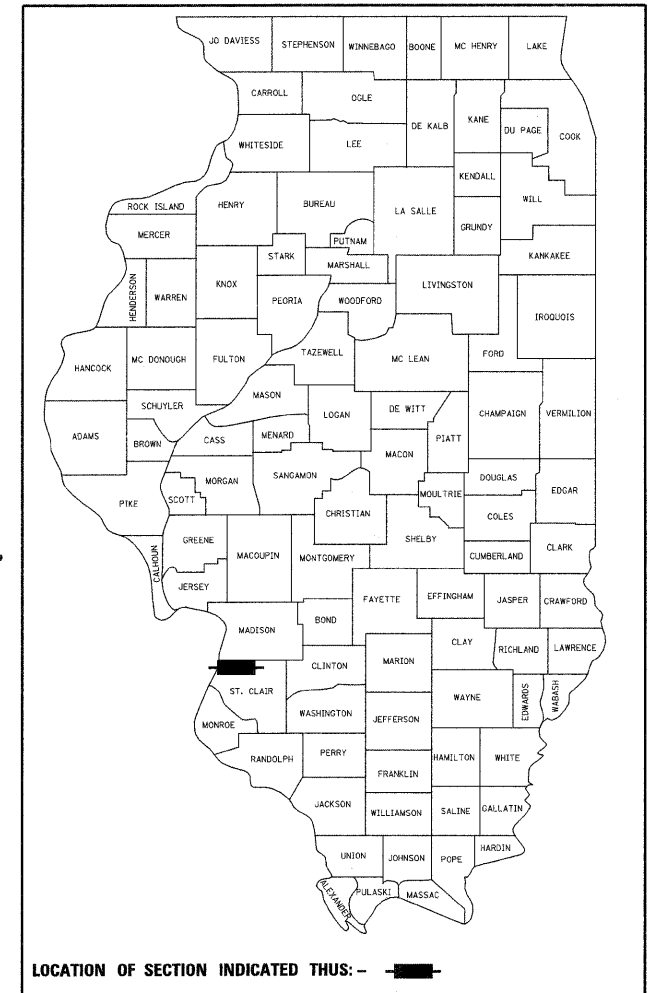 JO DAVIESS STEPHENSON WINNEBAGO BOONE MC HENRY LAKE
CARROLL OGLE DE KALB KANE DU PAGE COOK
WHITESIDE LEE
KENDALL WILL
ROCK ISLAND HENRY BUREAU LA SALLE GRUNDY
MERCER PUTNAM
STARK MARSHALL KANKAKEE
HENDERSON WARREN KNOX PEORIA WOODFORD LIVINGSTON IROQUOIS
HANCOCK MC DONOUGH FULTON TAZEWELL MC LEAN FORD
SCHUYLER MASON LOGAN DE WITT CHAMPAIGN VERMILION
ADAMS BROWN CASS MENARD MACON PIATT
PIKE SCOTT MORGAN SANGAMON MOULTRIE DOUGLAS EDGAR
CHRISTIAN COLES
CALHOUN GREENE MACOUPIN MONTGOMERY SHELBY CUMBERLAND CLARK
JERSEY FAYETTE EFFINGHAM JASPER CRAWFORD
MADISON BOND CLAY RICHLAND LAWRENCE
ST. CLAIR CLINTON MARION WAYNE EDWARDS WABASH
MONROE WASHINGTON JEFFERSON
RANDOLPH PERRY HAMILTON WHITE
FRANKLIN
JACKSON WILLIAMSON SALINE GALLATIN
UNION JOHNSON POPE HARDIN
ALEXANDER PULASKI MASSAC
LOCATION OF SECTION INDICATED THUS: -